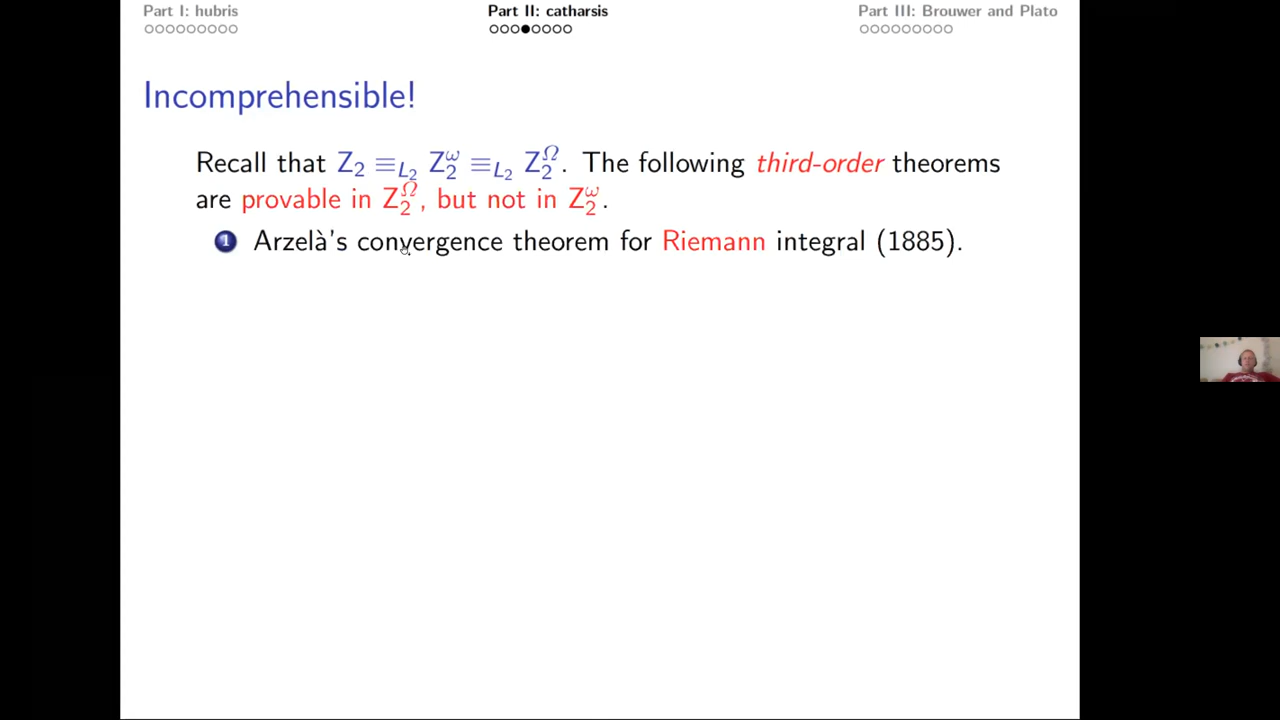 Part I: hubris
Part II: catharsis
Part III: Brouwer and Plato
Incomprehensible!
Recall that Z₂ ≡_{L₂} Z₂^ω ≡_{L₂} Z₂^Ω. The following third-order theorems
are provable in Z₂^Ω, but not in Z₂^ω.
1 Arzelà's convergence theorem for Riemann integral (1885).